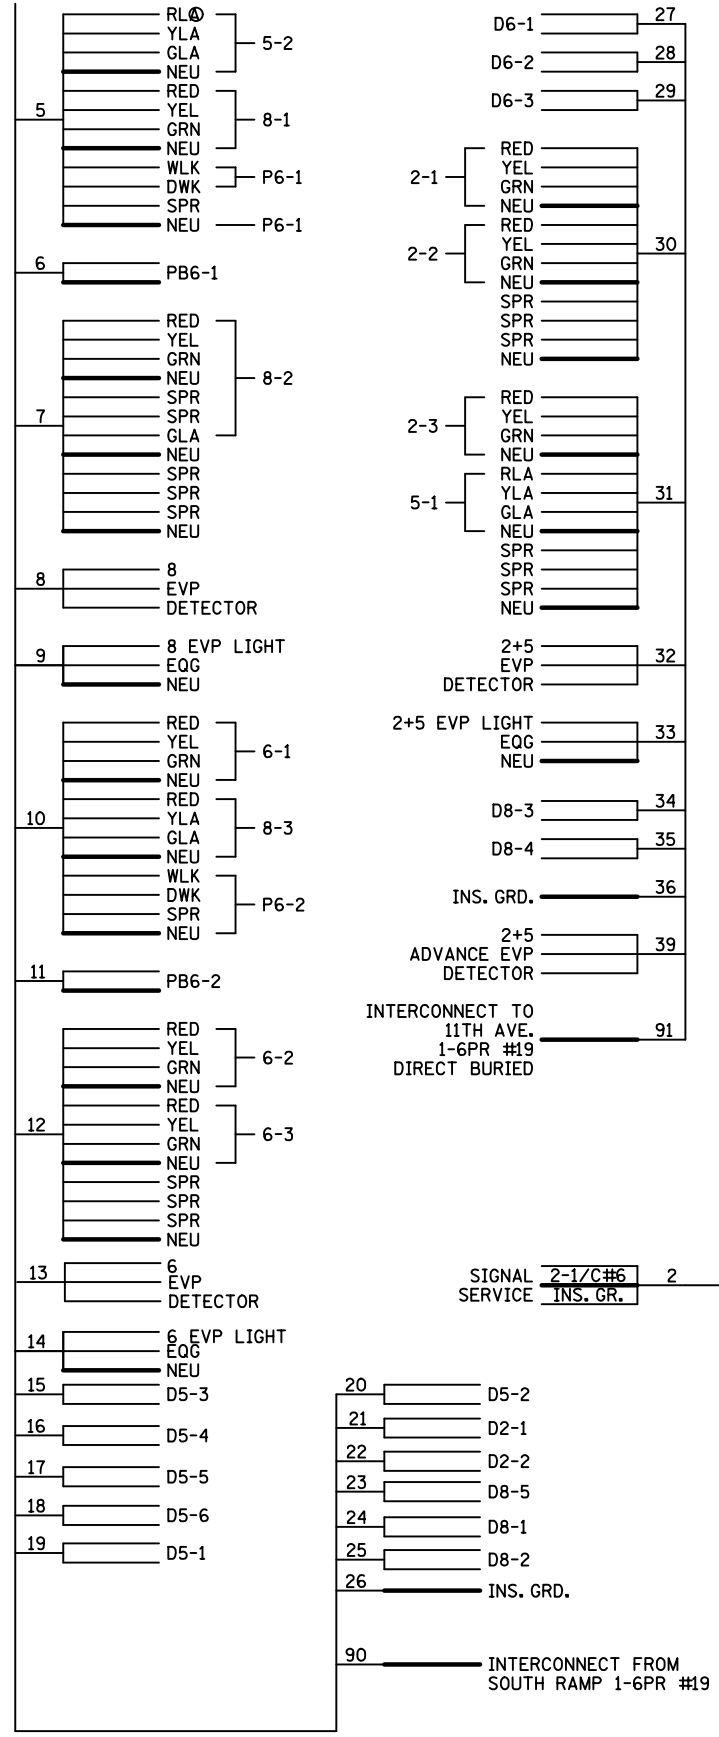 RLA
YLA
GLA
NEU
5-2
5
RED
YEL
GRN
NEU
8-1
WLK
DWK
P6-1
SPR
NEU
P6-1
6
PB6-1
7
RED
YEL
GRN
NEU
SPR
SPR
GLA
8-2
NEU
SPR
SPR
SPR
NEU
8
8
EVP
DETECTOR
9
8 EVP LIGHT
EQG
NEU
10
RED
YEL
GRN
NEU
6-1
RED
YLA
GLA
NEU
8-3
WLK
DWK
SPR
NEU
P6-2
11
PB6-2
12
RED
YEL
GRN
NEU
6-2
RED
YEL
GRN
NEU
6-3
SPR
SPR
SPR
NEU
13
6
EVP
DETECTOR
14
6 EVP LIGHT
EQG
NEU
15
D5-3
16
D5-4
17
D5-5
18
D5-6
19
D5-1
20
D5-2
21
D2-1
22
D2-2
23
D8-5
24
D8-1
25
D8-2
26
INS. GRD.
90
INTERCONNECT FROM
SOUTH RAMP 1-6PR #19
D6-1
27
D6-2
28
D6-3
29
2-1
RED
YEL
GRN
NEU
2-2
RED
YEL
GRN
NEU
30
SPR
SPR
SPR
NEU
2-3
RED
YEL
GRN
NEU
5-1
RLA
YLA
GLA
NEU
31
SPR
SPR
SPR
NEU
2+5
EVP
DETECTOR
32
2+5 EVP LIGHT
EQG
NEU
33
D8-3
34
D8-4
35
INS. GRD.
36
2+5
ADVANCE EVP
DETECTOR
39
INTERCONNECT TO
11TH AVE.
1-6PR #19
DIRECT BURIED
91
SIGNAL
SERVICE
2-1/C#6
INS. GR.
2